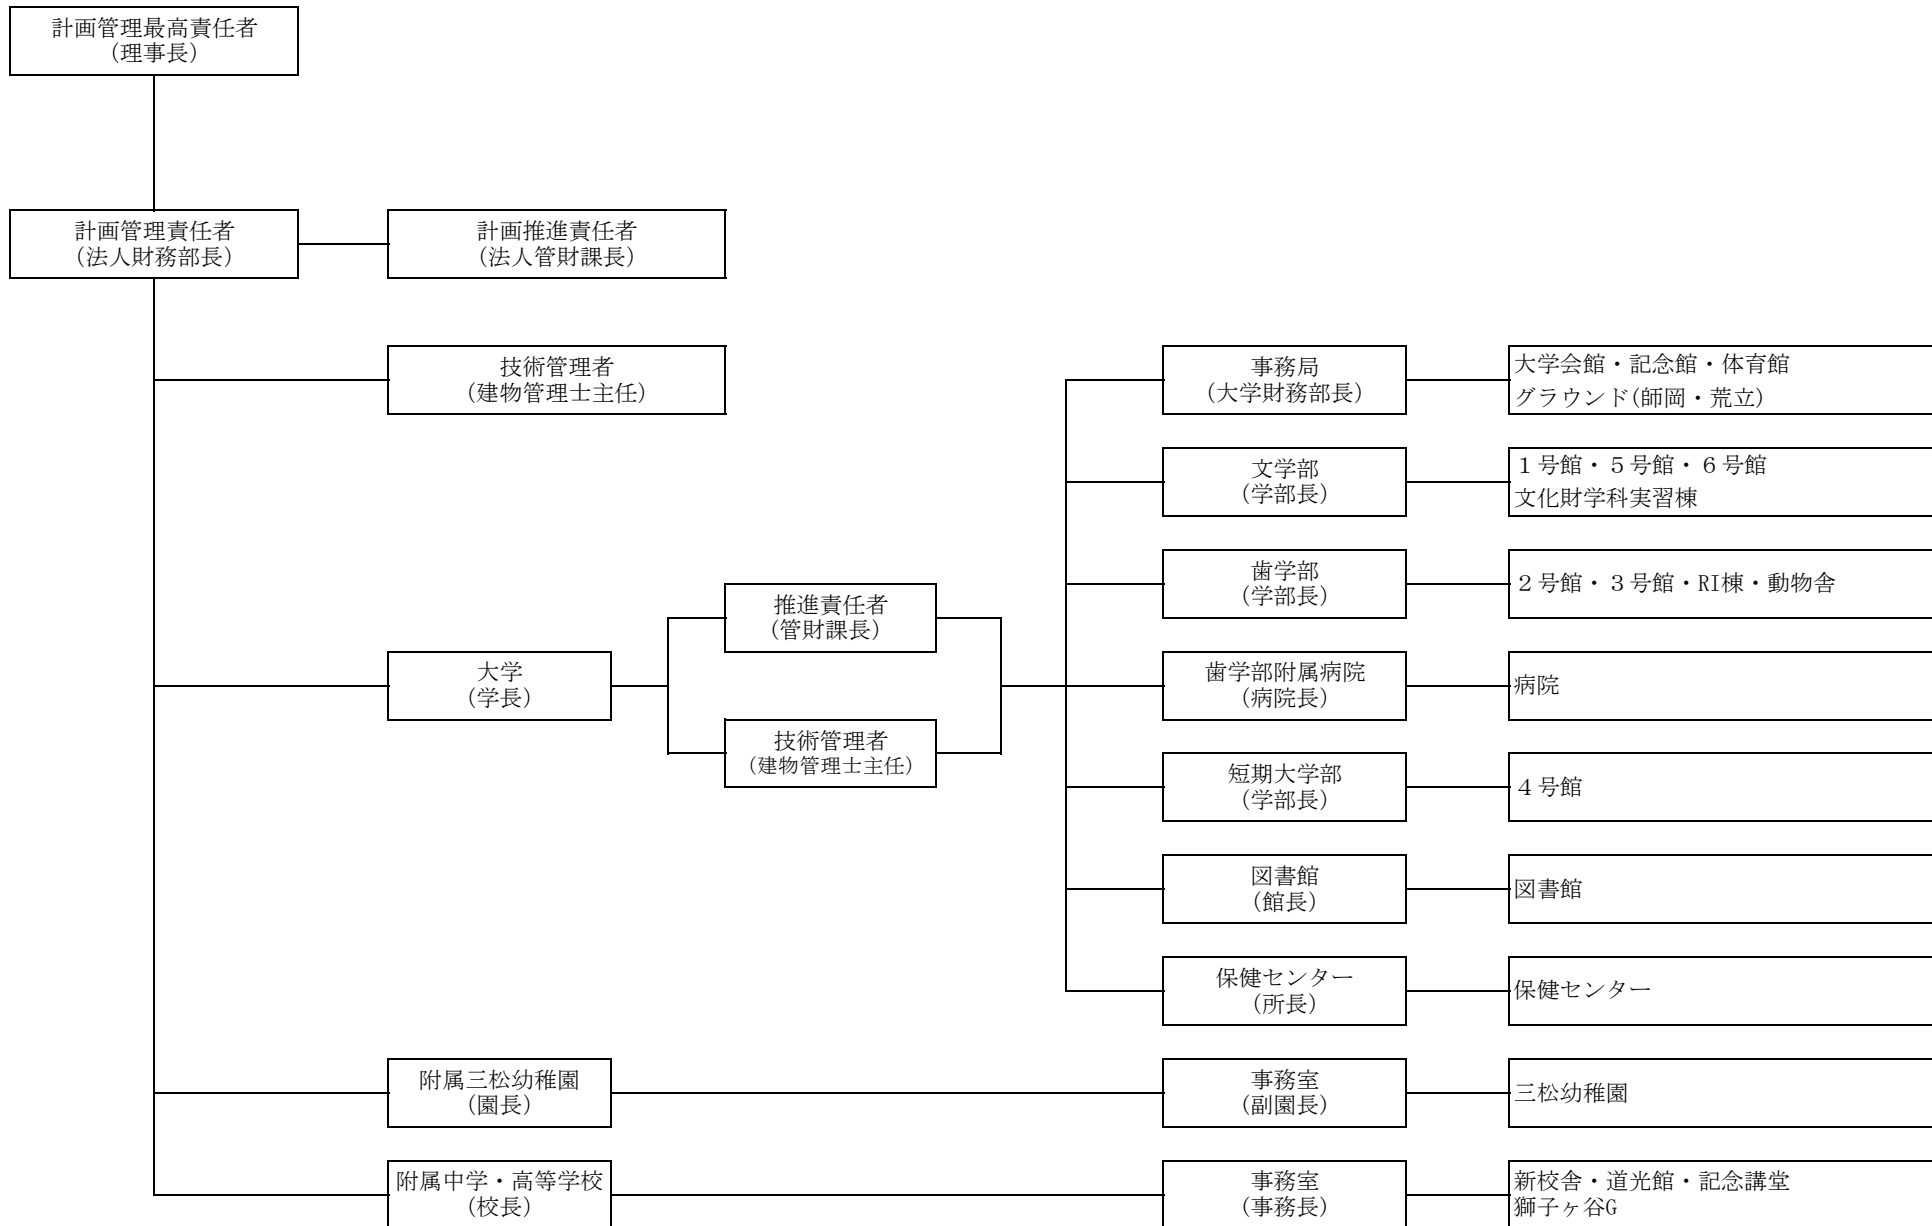 計画管理最高責任者
(理事長)
計画管理責任者
(法人財務部長)
計画推進責任者
(法人管財課長)
技術管理者
(建物管理士主任)
事務局
(大学財務部長)
大学会館・記念館・体育館
グラウンド(師岡・荒立)
文学部
(学部長)
１号館・５号館・６号館
文化財学科実習棟
歯学部
(学部長)
２号館・３号館・RI棟・動物舎
推進責任者
(管財課長)
大学
(学長)
技術管理者
(建物管理士主任)
歯学部附属病院
(病院長)
病院
短期大学部
(学部長)
４号館
図書館
(館長)
図書館
保健センター
(所長)
保健センター
附属三松幼稚園
(園長)
事務室
(副園長)
三松幼稚園
附属中学・高等学校
(校長)
事務室
(事務長)
新校舎・道光館・記念講堂
獅子ヶ谷G